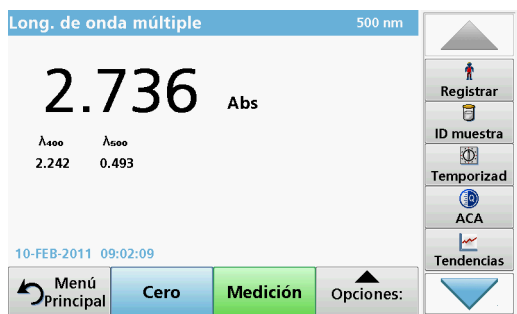 Long. de onda múltiple 500 nm
2.736 Abs
λ₄₀₀ λ₅₀₀
2.242 0.493
10-FEB-2011 09:02:09
Menú Principal
Cero
Medición
Opciones:
Registrar
ID muestra
Temporizad
ACA
Tendencias